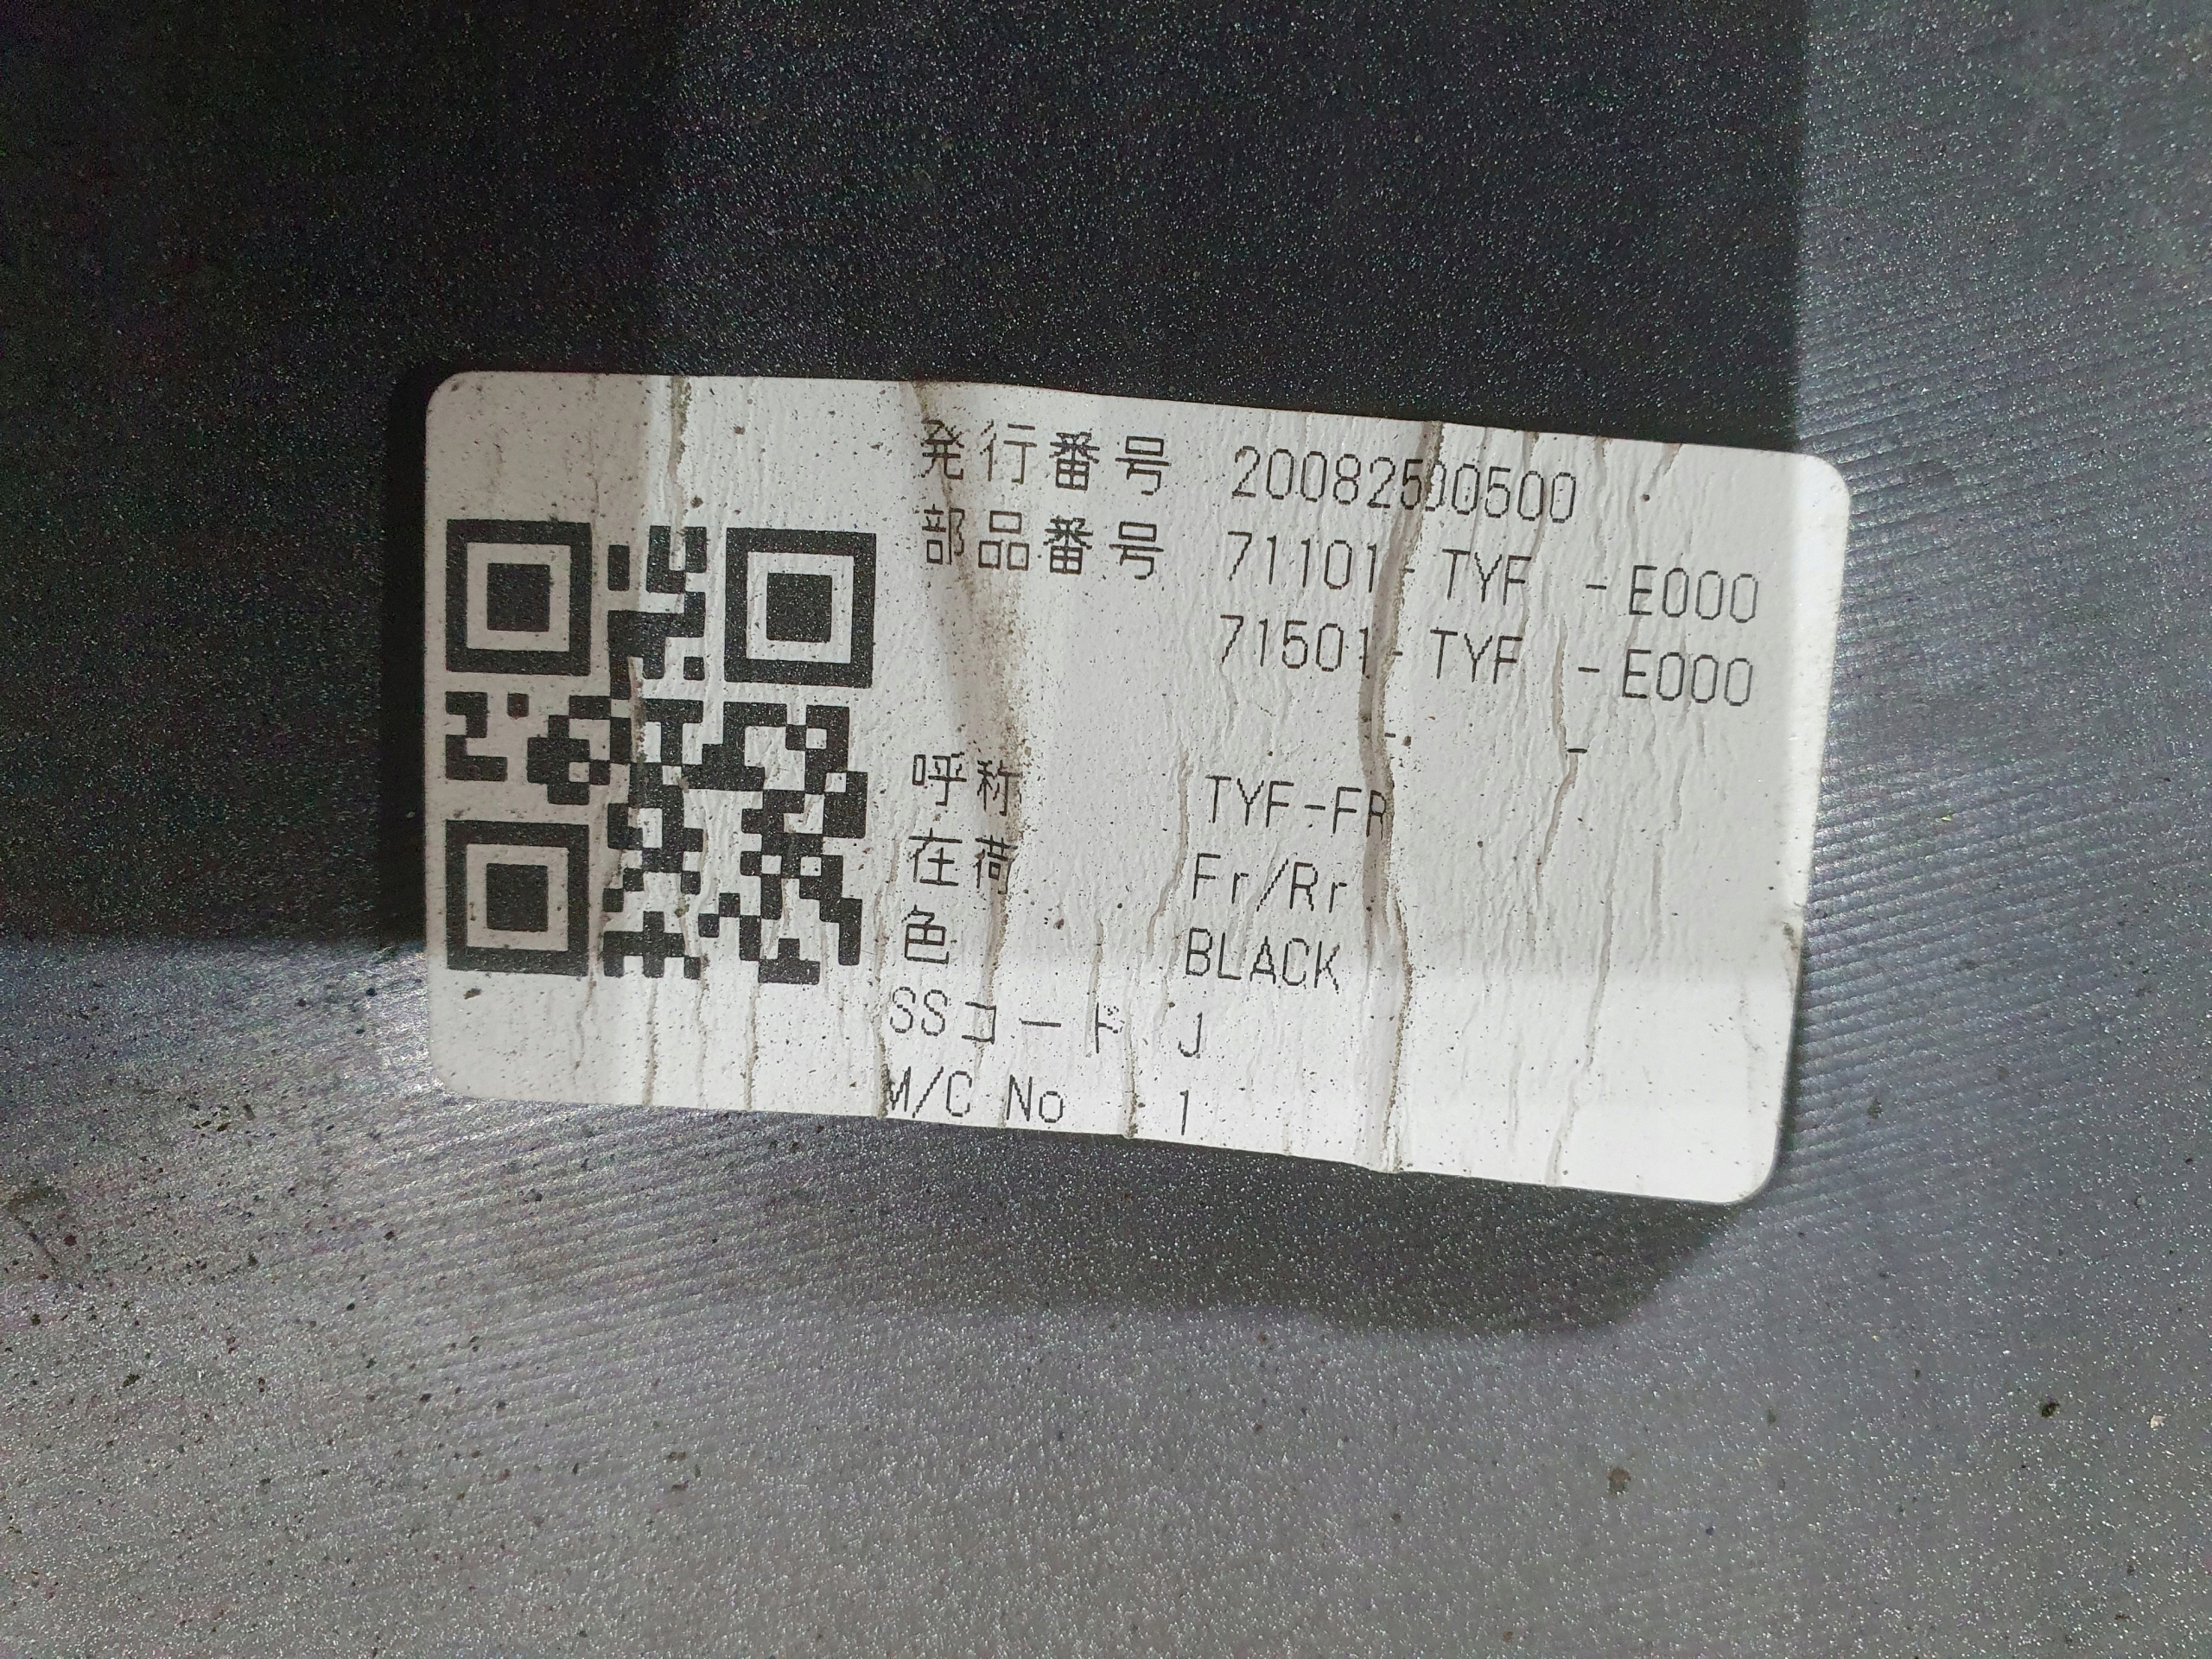 発行番号 20082500500
部品番号 71101-TYF -E000
71501-TYF -E000
- -
呼称 TYF-FR
在荷 Fr/Rr
色 BLACK
SSコード J
M/C No 1